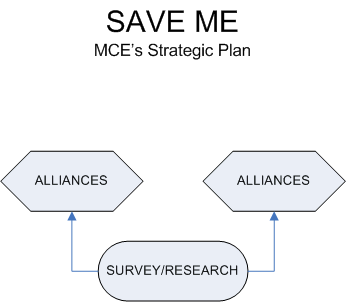 SAVE ME
MCE's Strategic Plan
ALLIANCES
ALLIANCES
SURVEY/RESEARCH